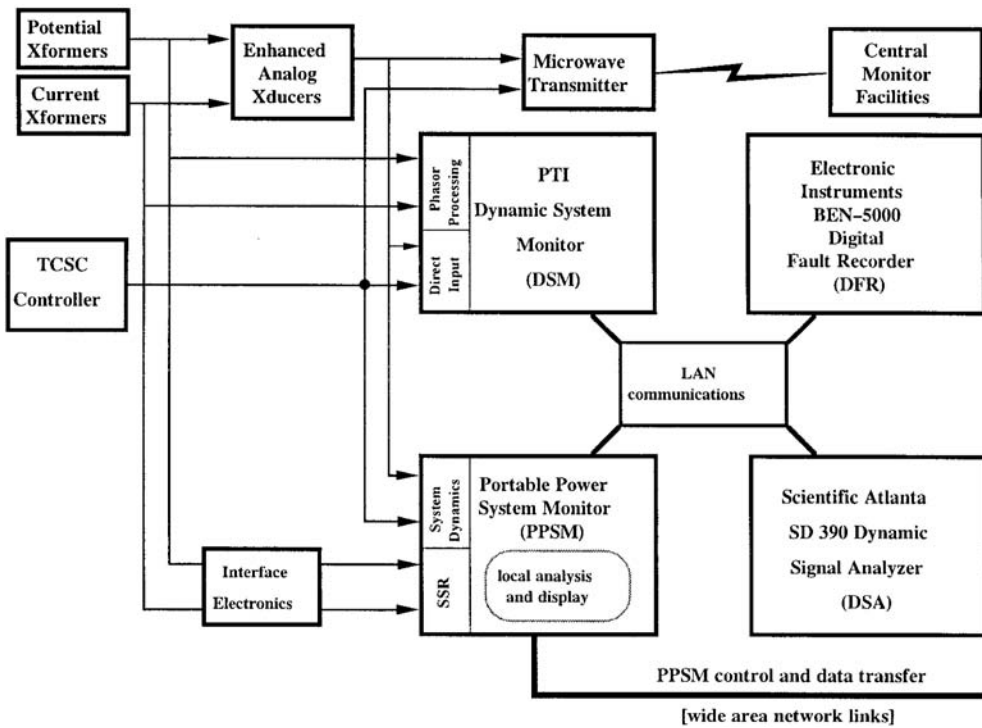 Potential
Xformers
Current
Xformers
Enhanced
Analog
Xducers
Microwave
Transmitter
Central
Monitor
Facilities
TCSC
Controller
Phasor
Processing
Direct
Input
PTI
Dynamic System
Monitor
(DSM)
Electronic
Instruments
BEN-5000
Digital
Fault Recorder
(DFR)
LAN
communications
System
Dynamics
SSR
Portable Power
System Monitor
(PPSM)
local analysis
and display
Interface
Electronics
Scientific Atlanta
SD 390 Dynamic
Signal Analyzer
(DSA)
PPSM control and data transfer
[wide area network links]